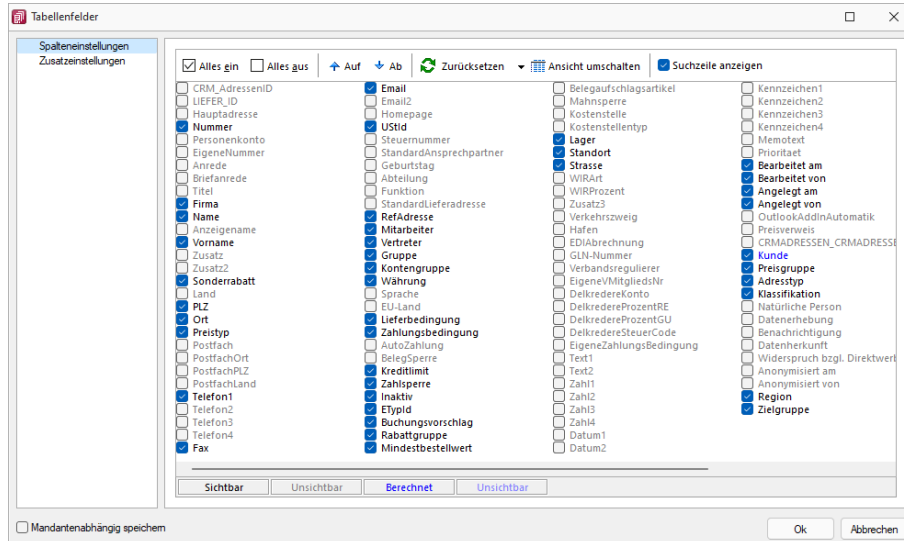 Tabellenfelder
Spalteneinstellungen
Zusatzeinstellungen
Alles ein
Alles aus
Auf
Ab
Zurücksetzen
Ansicht umschalten
Suchzeile anzeigen
CRM_AdressenID
LIEFER_ID
Hauptadresse
Nummer
Personenkonto
EigeneNummer
Anrede
Briefanrede
Titel
Firma
Name
Anzeigename
Vorname
Zusatz
Zusatz2
Sonderrabatt
Land
PLZ
Ort
Preistyp
Postfach
PostfachOrt
PostfachPLZ
PostfachLand
Telefon1
Telefon2
Telefon3
Telefon4
Fax
Email
Email2
Homepage
UStId
Steuernummer
StandardAnsprechpartner
Geburtstag
Abteilung
Funktion
StandardLieferadresse
RefAdresse
Mitarbeiter
Vertreter
Gruppe
Kontengruppe
Währung
Sprache
EU-Land
Lieferbedingung
Zahlungsbedingung
AutoZahlung
BelegSperre
Kreditlimit
Zahlsperre
Inaktiv
ETypId
Buchungsvorschlag
Rabattgruppe
Mindestbestellwert
Belegaufschlagsartikel
Mahnsperre
Kostenstelle
Kostenstellentyp
Lager
Standort
Strasse
WIRArt
WIRProzent
Zusatz3
Verkehrszweig
Hafen
EDIAbrechnung
GLN-Nummer
Verbandsregulierer
EigeneVMitgliedsNr
DelkredereKonto
DelkredereProzentRE
DelkredereProzentGU
DelkredereSteuerCode
EigeneZahlungsBedingung
Text1
Text2
Zahl1
Zahl2
Zahl3
Zahl4
Datum1
Datum2
Kennzeichen1
Kennzeichen2
Kennzeichen3
Kennzeichen4
Memotext
Prioritaet
Bearbeitet am
Bearbeitet von
Angelegt am
Angelegt von
OutlookAddInAutomatik
Preisverweis
CRMADRESSEN_CRMADRESSE
Kunde
Preisgruppe
Adresstyp
Klassifikation
Natürliche Person
Datenerhebung
Benachrichtigung
Datenherkunft
Widerspruch bzgl. Direktwerl
Anonymisiert am
Anonymisiert von
Region
Zielgruppe
Sichtbar
Unsichtbar
Berechnet
Unsichtbar
Mandantenabhängig speichern
Ok
Abbrechen